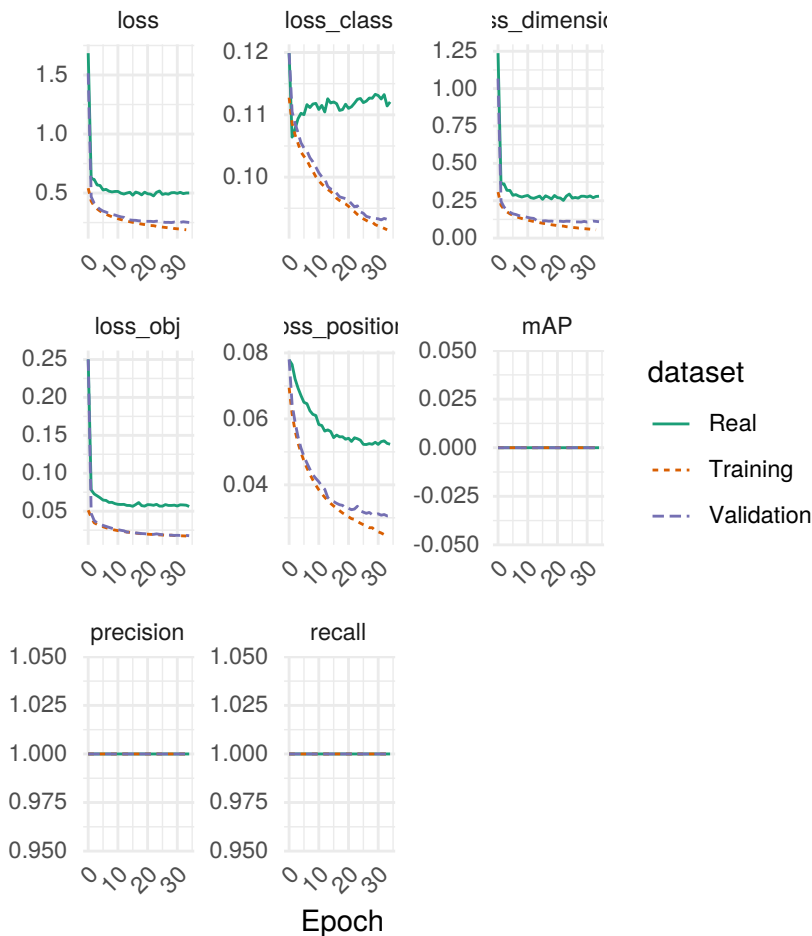 loss
loss_class
ss_dimensio
1.5
1.0
0.5
0.12
0.11
0.10
1.25
1.00
0.75
0.50
0.25
0.00
0 10 20 30
0 10 20 30
0 10 20 30
loss_obj
oss_position
mAP
0.25
0.20
0.15
0.10
0.05
0.08
0.06
0.04
0.050
0.025
0.000
-0.025
-0.050
0 10 20 30
0 10 20 30
0 10 20 30
dataset
Real
Training
Validation
precision
recall
1.050
1.025
1.000
0.975
0.950
1.050
1.025
1.000
0.975
0.950
0 10 20 30
0 10 20 30
Epoch